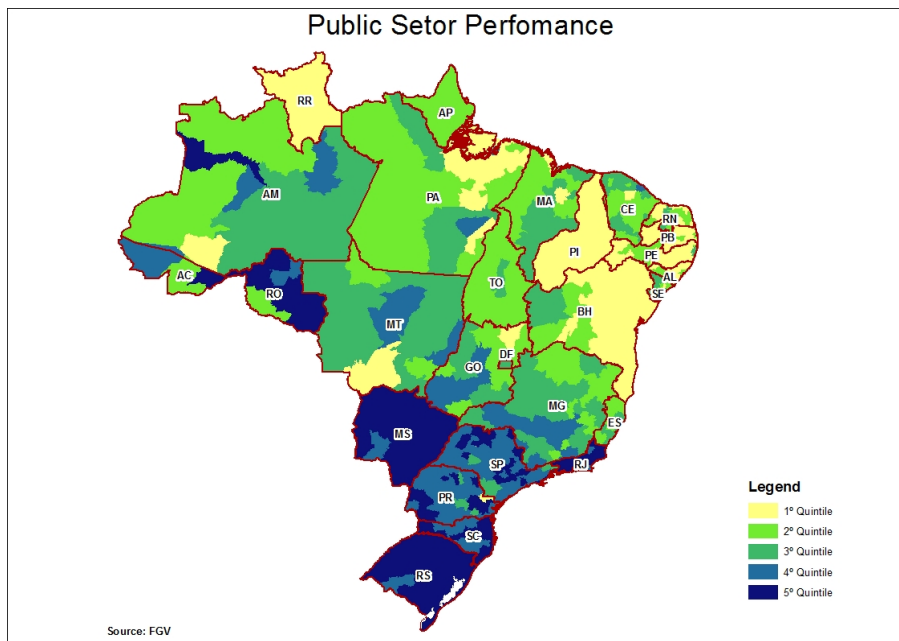 Public Setor Perfomance
RR
AP
AM
PA
MA
CE
RN
PB
PI
PE
AL
SE
AC
RO
TO
BH
MT
DF
GO
MG
ES
MS
SP
RJ
PR
SC
RS
Legend
1º Quintile
2º Quintile
3º Quintile
4º Quintile
5º Quintile
Source: FGV